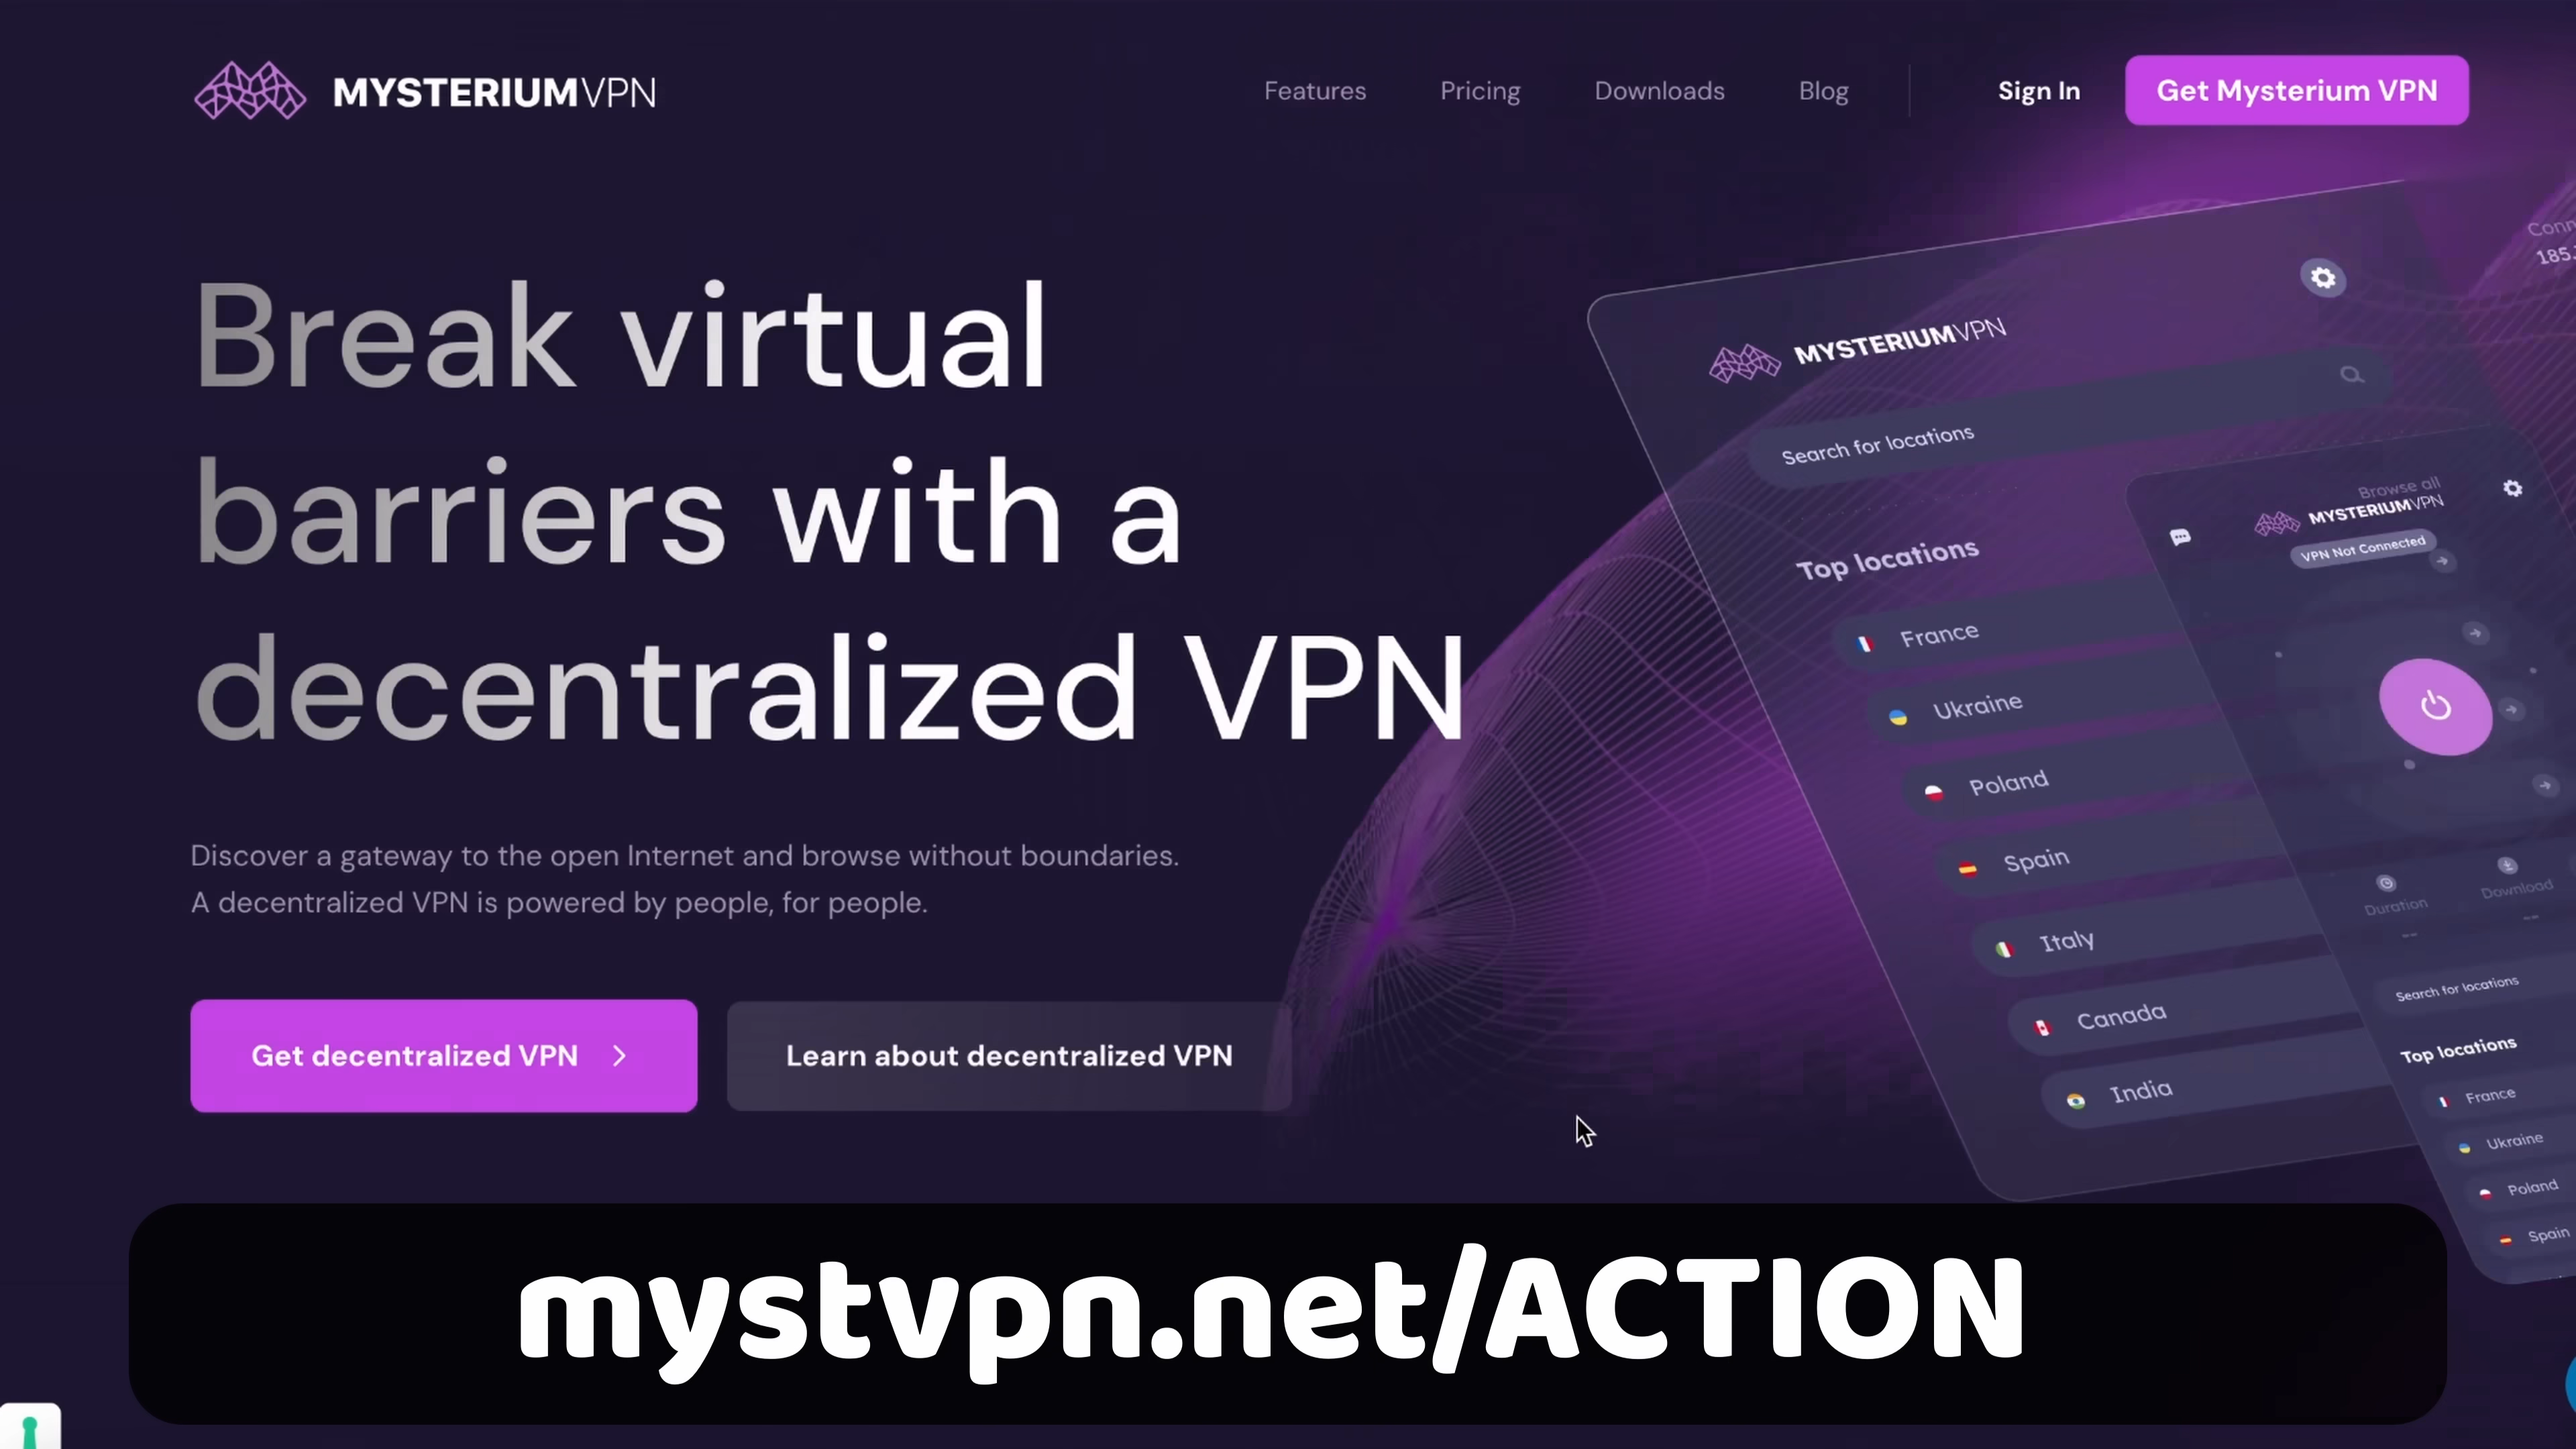 MYSTERIUMVPN
Features
Pricing
Downloads
Blog
Sign In
Get Mysterium VPN
Break virtual
barriers with a
decentralized VPN
Discover a gateway to the open Internet and browse without boundaries.
A decentralized VPN is powered by people, for people.
Get decentralized VPN
Learn about decentralized VPN
MYSTERIUMVPN
Search for locations
Top locations
France
Ukraine
Poland
Spain
Italy
Canada
India
185.
Browse all
MYSTERIUMVPN
VPN Not Connected
Duration
Download
Search for locations
Top locations
France
Ukraine
Poland
Spain
mystvpn.net/ACTION